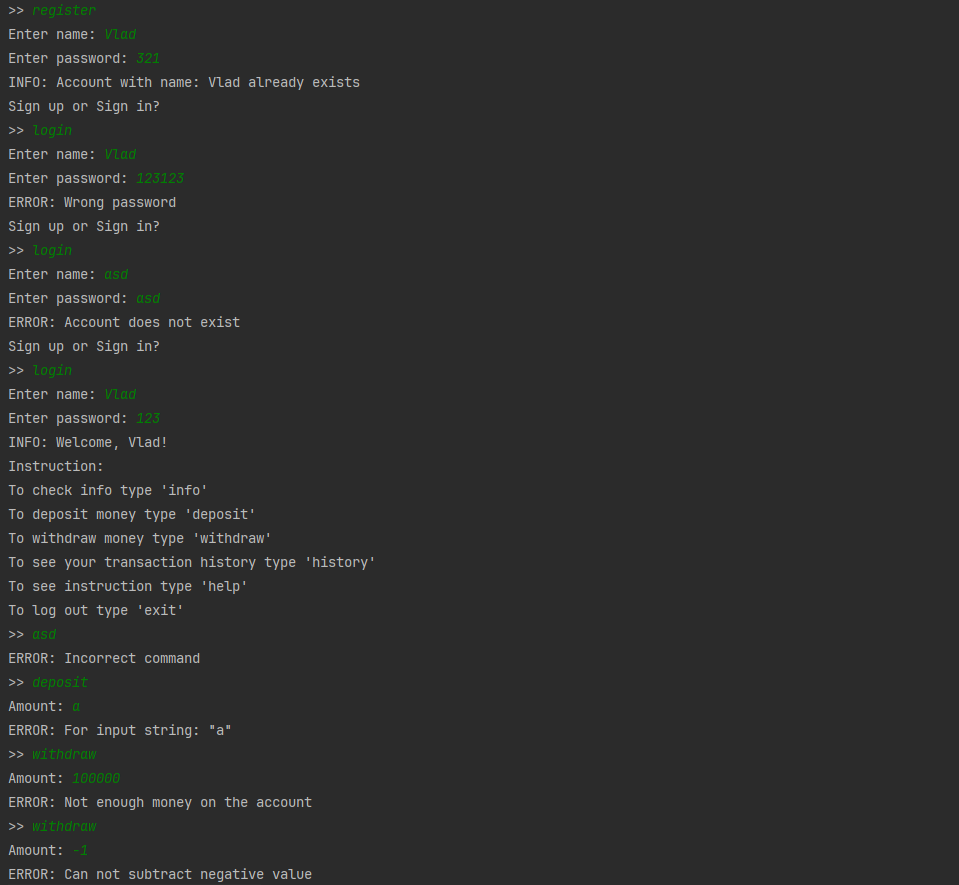 >> register
Enter name: Vlad
Enter password: 321
INFO: Account with name: Vlad already exists
Sign up or Sign in?
>> login
Enter name: Vlad
Enter password: 123123
ERROR: Wrong password
Sign up or Sign in?
>> login
Enter name: asd
Enter password: asd
ERROR: Account does not exist
Sign up or Sign in?
>> login
Enter name: Vlad
Enter password: 123
INFO: Welcome, Vlad!
Instruction:
To check info type 'info'
To deposit money type 'deposit'
To withdraw money type 'withdraw'
To see your transaction history type 'history'
To see instruction type 'help'
To log out type 'exit'
>> asd
ERROR: Incorrect command
>> deposit
Amount: a
ERROR: For input string: "a"
>> withdraw
Amount: 100000
ERROR: Not enough money on the account
>> withdraw
Amount: -1
ERROR: Can not subtract negative value